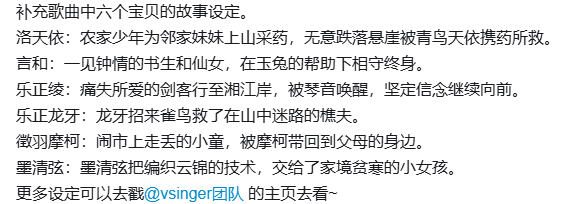 补充歌曲中六个宝贝的故事设定。
洛天依：农家少年为邻家妹妹上山采药，无意跌落悬崖被青鸟天依携药所救。
言和：一见钟情的书生和仙女，在玉兔的帮助下相守终身。
乐正绫：痛失所爱的剑客行至湘江岸，被琴音唤醒，坚定信念继续向前。
乐正龙牙：龙牙招来雀鸟救了在山中迷路的樵夫。
徵羽摩柯：闹市上走丢的小童，被摩柯带回到父母的身边。
墨清弦：墨清弦把编织云锦的技术，交给了家境贫寒的小女孩。
更多设定可以去戳@vsinger团队 的主页去看~